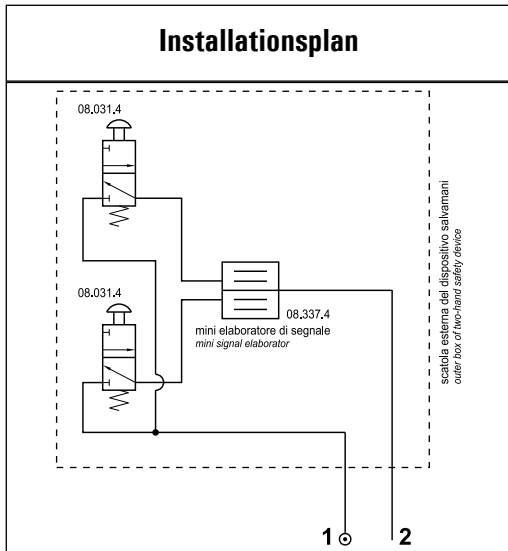 Installationsplan
08.031.4
08.031.4
08.337.4
mini elaboratore di segnale
mini signal elaborator
scatola esterna del dispositivo salvamani
outer box of two-hand safety device
1
2